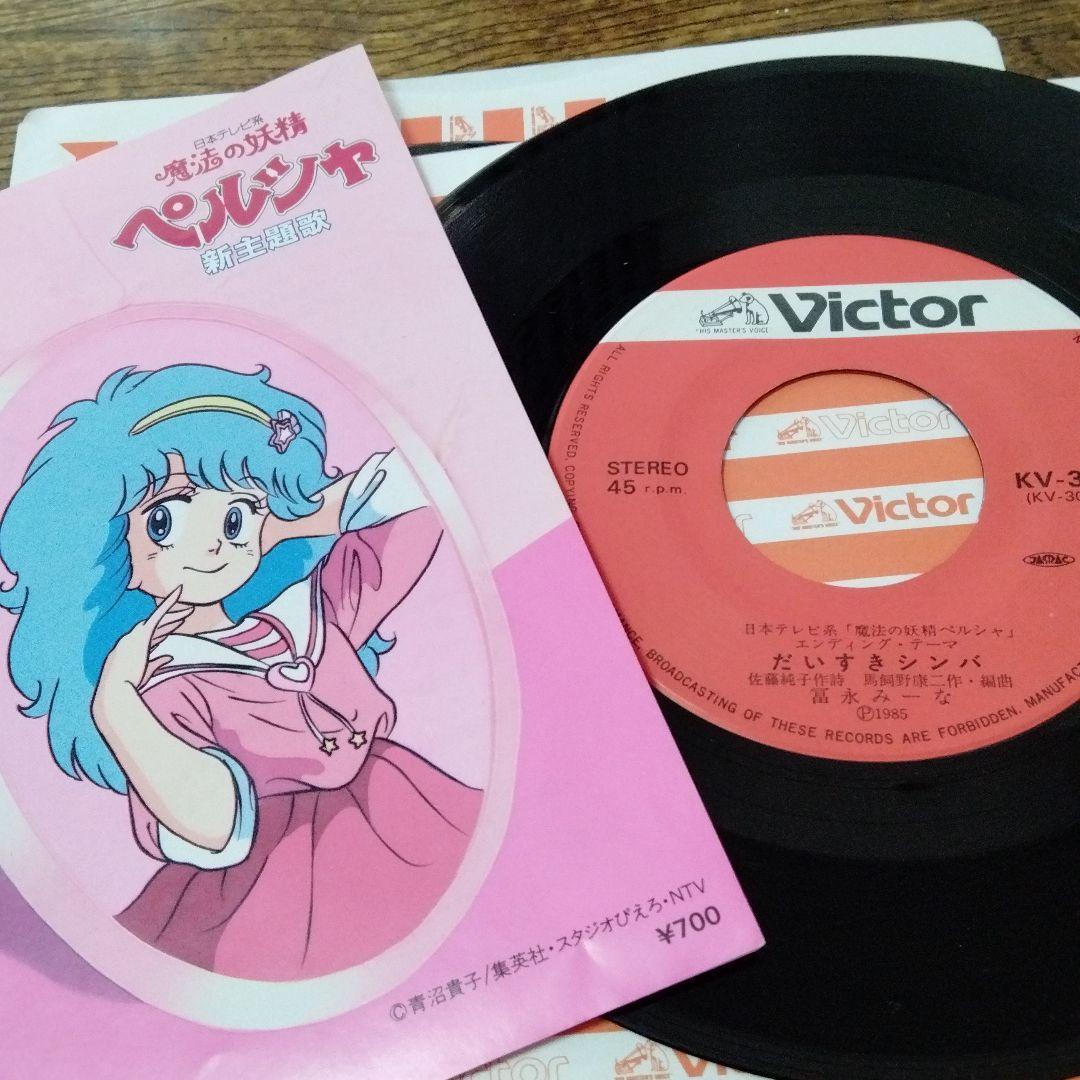 日本テレビ系
魔法の妖精
ペルシャ
新主題歌
©青沼貴子/集英社・スタジオぴえろ・NTV
¥700
"HIS MASTER'S VOICE"
Victor
STEREO
45 r.p.m.
KV-3
(KV-30
JASRAC
日本テレビ系「魔法の妖精ペルシャ」
エンディング・テーマ
だいすきシンバ
佐藤純子作詩 馬飼野康二作・編曲
冨永みーな
Ⓟ1985
ALL RIGHTS RESERVED.
BROADCASTING OF THESE RECORDS ARE FORBIDDEN.
Victor
Victor
Victor